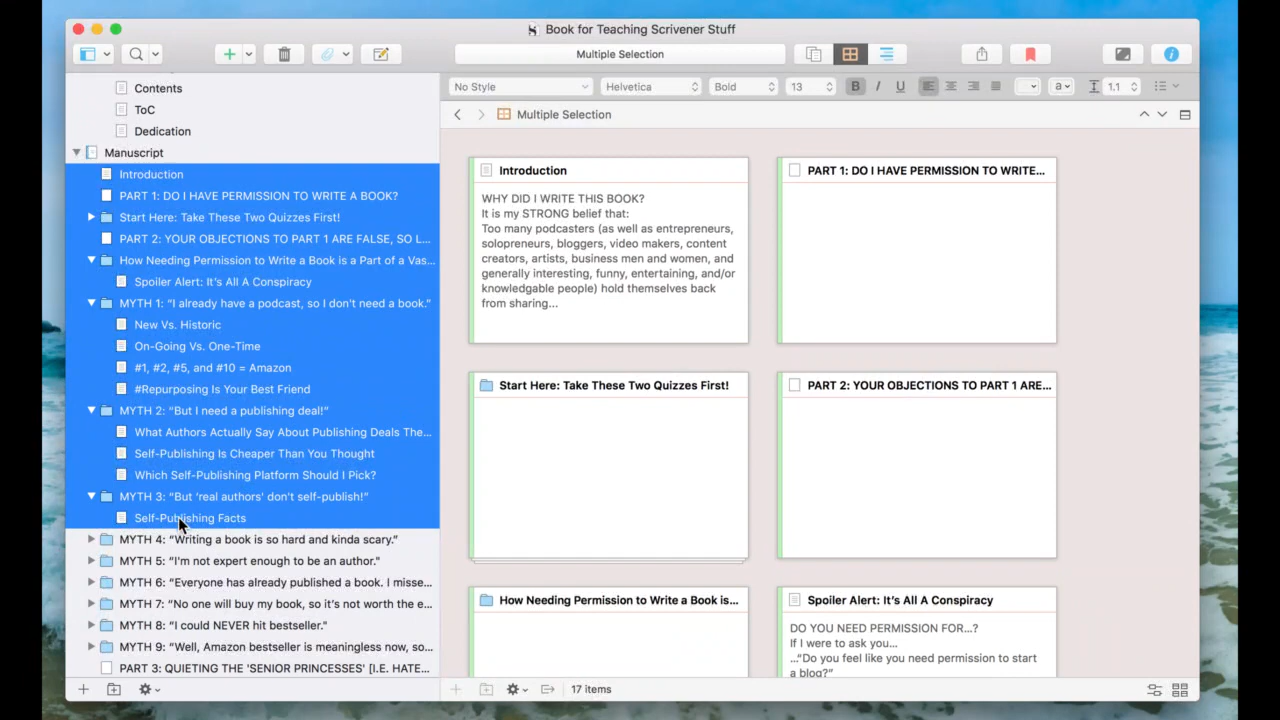 Book for Teaching Scrivener Stuff
Multiple Selection
No Style
Helvetica
Bold
13
B
I
U
a
1.1
Contents
ToC
Dedication
Manuscript
Introduction
PART 1: DO I HAVE PERMISSION TO WRITE A BOOK?
Start Here: Take These Two Quizzes First!
PART 2: YOUR OBJECTIONS TO PART 1 ARE FALSE, SO L...
How Needing Permission to Write a Book is a Part of a Vas...
Spoiler Alert: It's All A Conspiracy
MYTH 1: “I already have a podcast, so I don't need a book.”
New Vs. Historic
On-Going Vs. One-Time
#1, #2, #5, and #10 = Amazon
#Repurposing Is Your Best Friend
MYTH 2: “But I need a publishing deal!”
What Authors Actually Say About Publishing Deals The...
Self-Publishing Is Cheaper Than You Thought
Which Self-Publishing Platform Should I Pick?
MYTH 3: “But ‘real authors’ don't self-publish!”
Self-Publishing Facts
MYTH 4: “Writing a book is so hard and kinda scary.”
MYTH 5: “I'm not expert enough to be an author.”
MYTH 6: “Everyone has already published a book. I misse...
MYTH 7: “No one will buy my book, so it's not worth the e...
MYTH 8: “I could NEVER hit bestseller.”
MYTH 9: “Well, Amazon bestseller is meaningless now, so...
PART 3: QUIETING THE 'SENIOR PRINCESSES' [I.E. HATE...
Multiple Selection
Introduction
WHY DID I WRITE THIS BOOK?
It is my STRONG belief that:
Too many podcasters (as well as entrepreneurs,
solopreneurs, bloggers, video makers, content
creators, artists, business men and women, and
generally interesting, funny, entertaining, and/or
knowledgable people) hold themselves back
from sharing...
PART 1: DO I HAVE PERMISSION TO WRITE...
Start Here: Take These Two Quizzes First!
PART 2: YOUR OBJECTIONS TO PART 1 ARE...
How Needing Permission to Write a Book is...
Spoiler Alert: It's All A Conspiracy
DO YOU NEED PERMISSION FOR...?
If I were to ask you...
...“Do you feel like you need permission to start
a blog?”
17 items